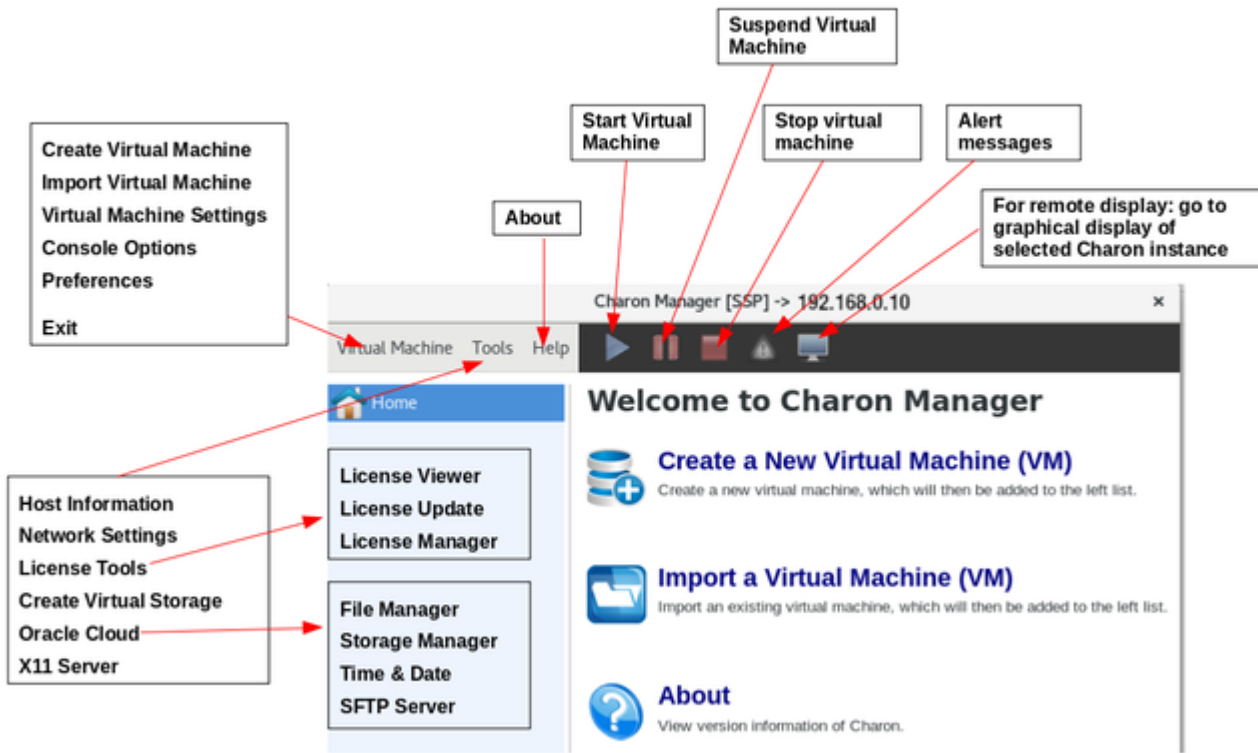 Suspend Virtual
Machine
Start Virtual
Machine
Stop virtual
machine
Alert
messages
Create Virtual Machine
Import Virtual Machine
Virtual Machine Settings
Console Options
Preferences
Exit
About
For remote display: go to
graphical display of
selected Charon instance
Charon Manager [SSP] -> 192.168.0.10
×
Virtual Machine Tools Help
Home
Welcome to Charon Manager
License Viewer
License Update
License Manager
Create a New Virtual Machine (VM)
Create a new virtual machine, which will then be added to the left list.
Host Information
Network Settings
License Tools
Create Virtual Storage
Oracle Cloud
X11 Server
File Manager
Storage Manager
Time & Date
SFTP Server
Import a Virtual Machine (VM)
Import an existing virtual machine, which will then be added to the left list.
About
View version information of Charon.